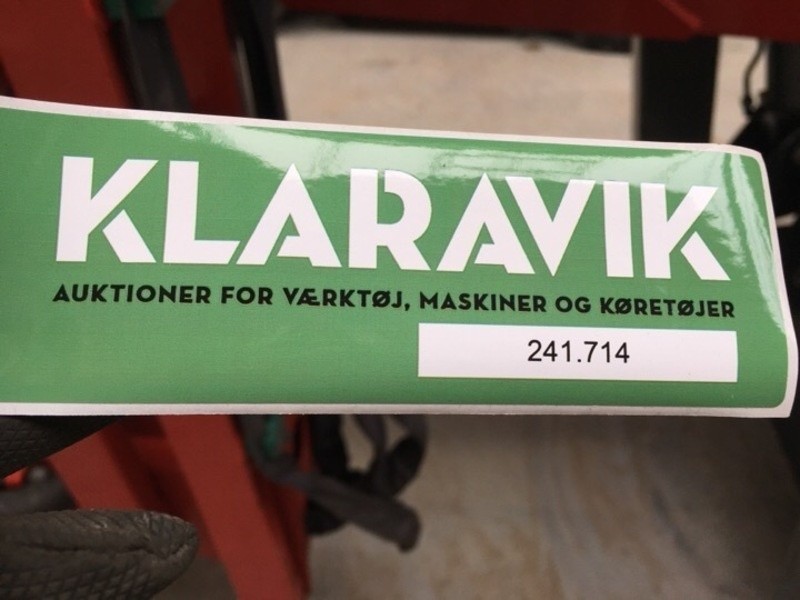 KLARAVIK
AUKTIONER FOR VÆRKTØJ, MASKINER OG KØRETØJER
241.714